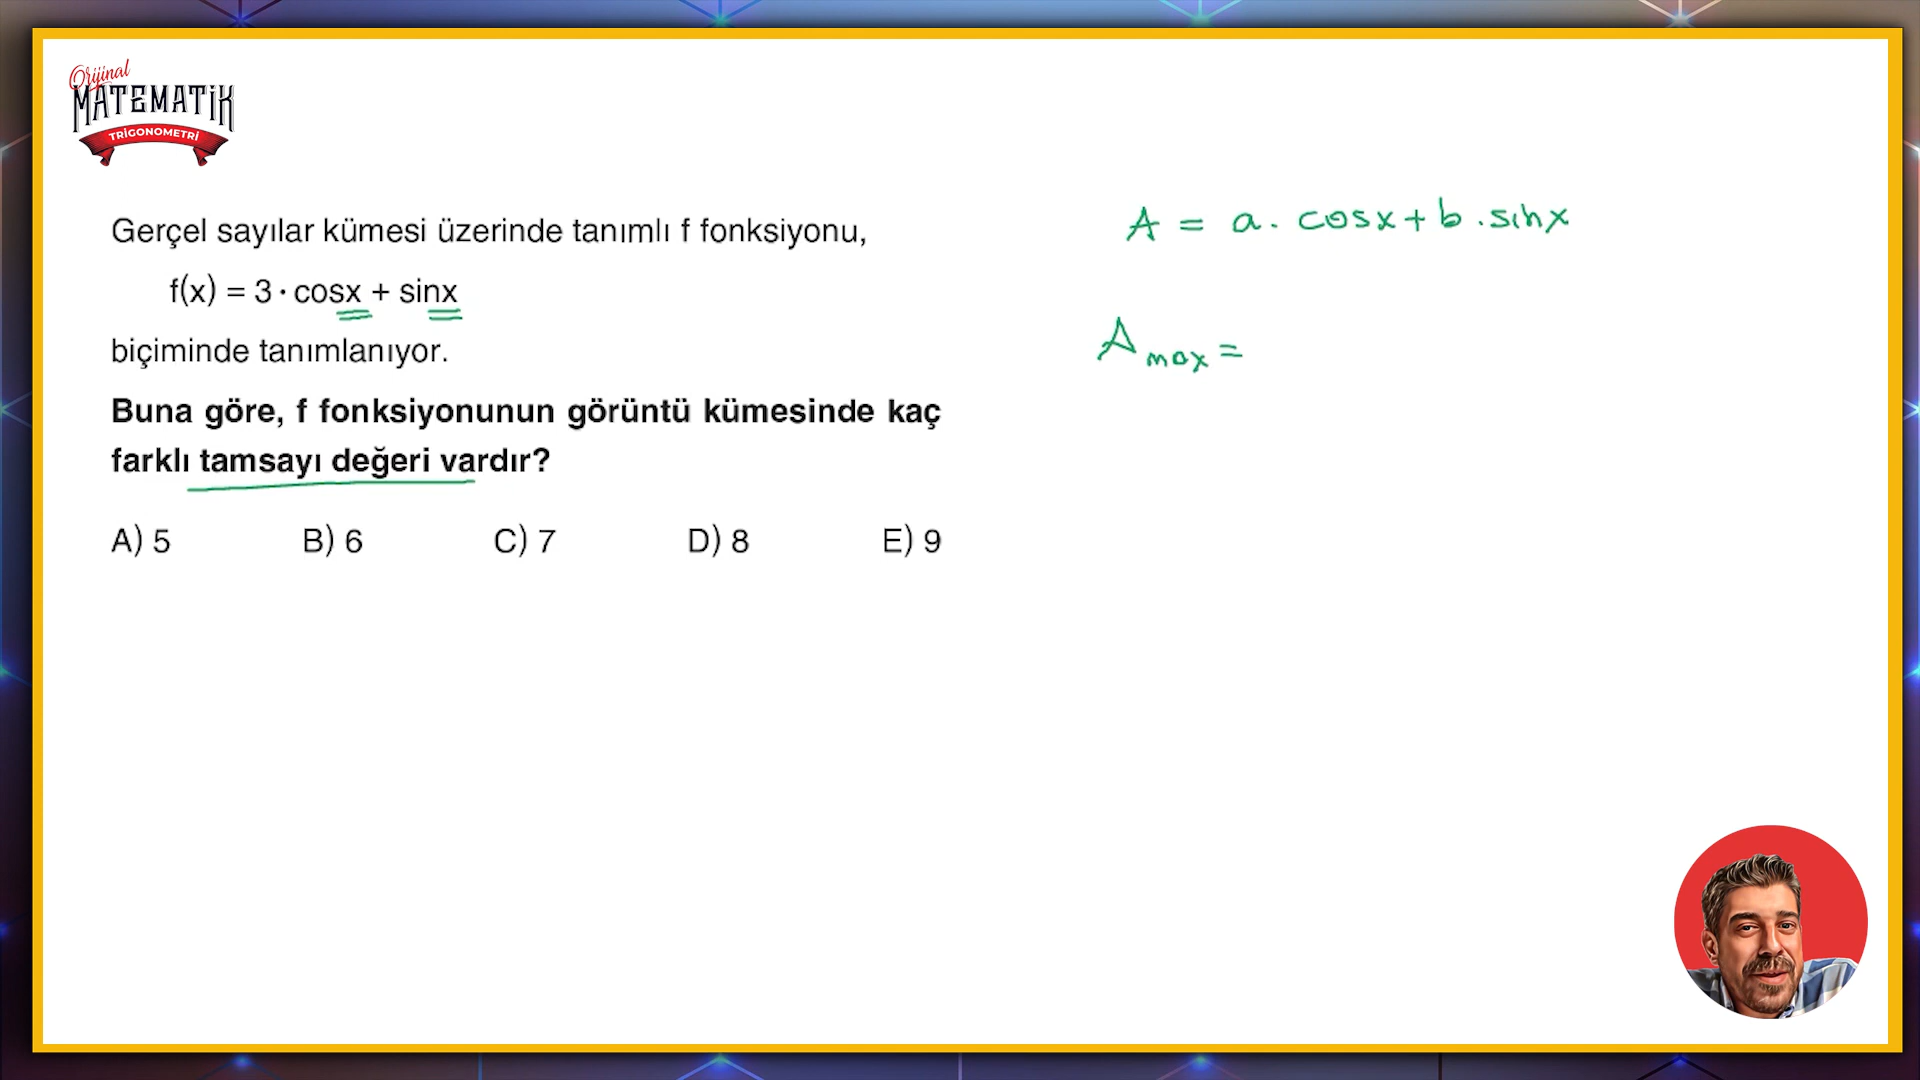 Orijinal
MATEMATİK
TRİGONOMETRİ
Gerçel sayılar kümesi üzerinde tanımlı f fonksiyonu,
f(x) = 3 · cosx + sinx
biçiminde tanımlanıyor.
Buna göre, f fonksiyonunun görüntü kümesinde kaç
farklı tamsayı değeri vardır?
A) 5 B) 6 C) 7 D) 8 E) 9
A = a. cosx + b . sinx
A max =